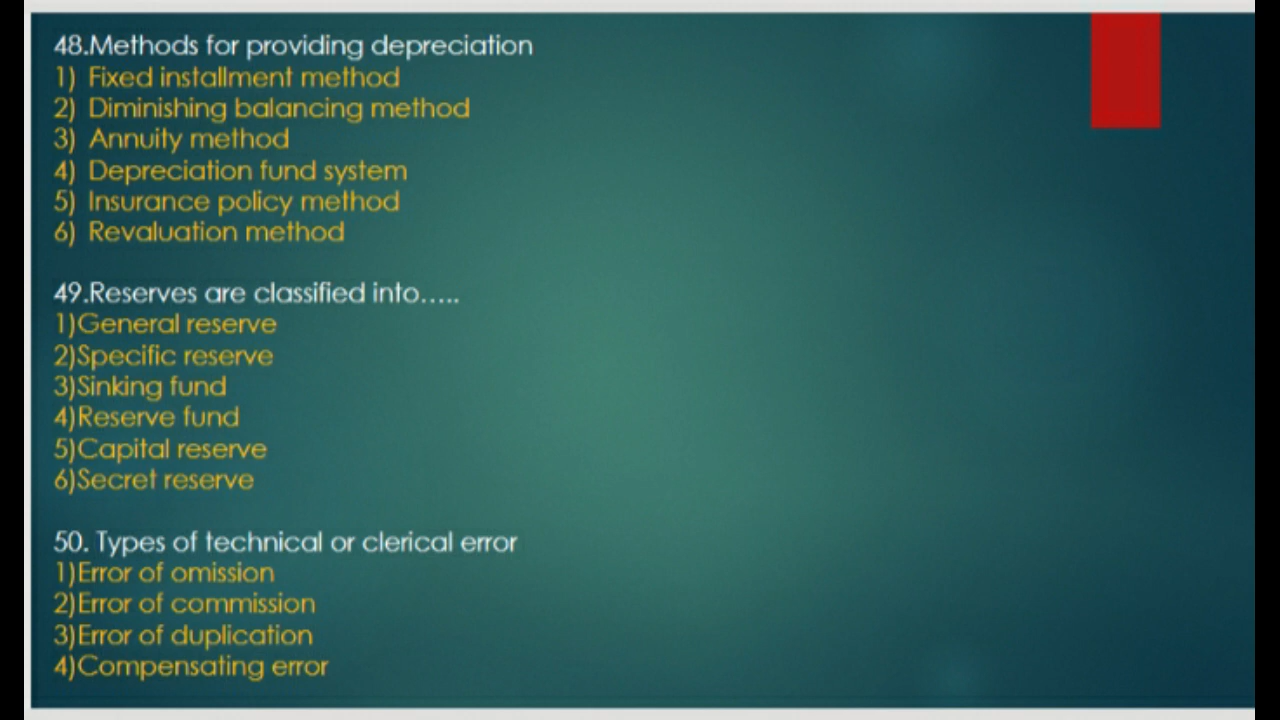 48.Methods for providing depreciation
1) Fixed installment method
2) Diminishing balancing method
3) Annuity method
4) Depreciation fund system
5) Insurance policy method
6) Revaluation method
49.Reserves are classified into.....
1)General reserve
2)Specific reserve
3)Sinking fund
4)Reserve fund
5)Capital reserve
6)Secret reserve
50. Types of technical or clerical error
1)Error of omission
2)Error of commission
3)Error of duplication
4)Compensating error